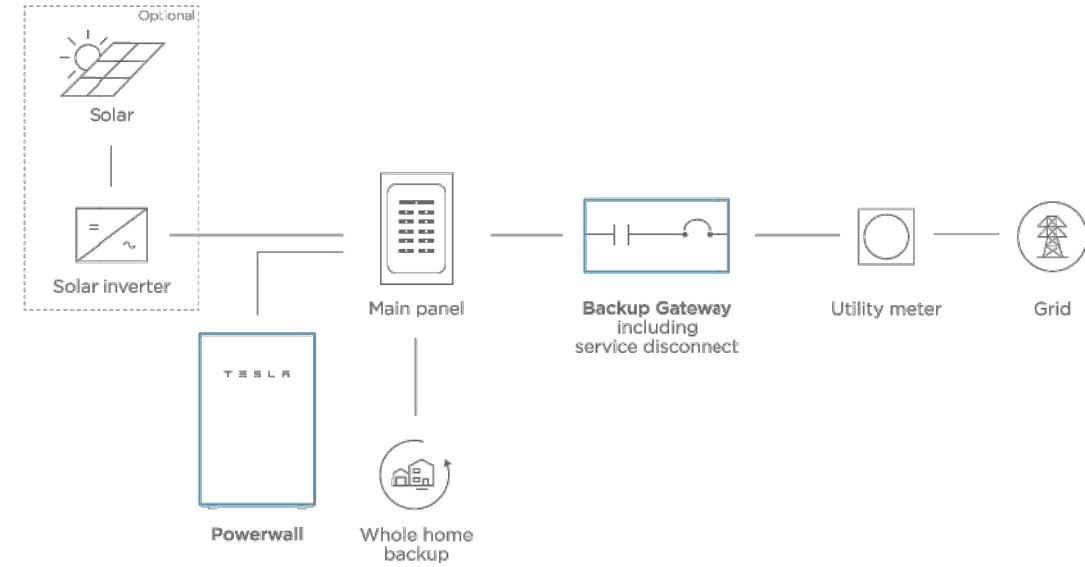 Optional
Solar
Solar inverter
Main panel
Backup Gateway
including
service disconnect
Utility meter
Grid
TESLA
Powerwall
Whole home
backup